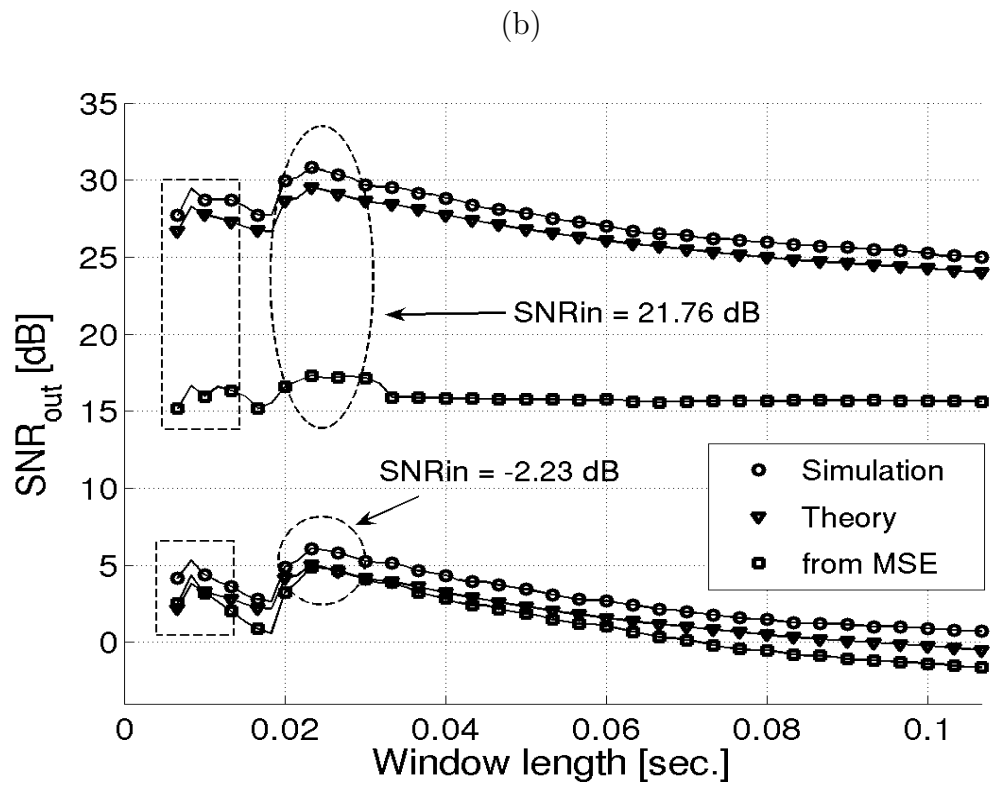 (b)
35
30
25
20
15
10
5
0
SNRout [dB]
SNRin = 21.76 dB
SNRin = -2.23 dB
Simulation
Theory
from MSE
0 0.02 0.04 0.06 0.08 0.1
Window length [sec.]